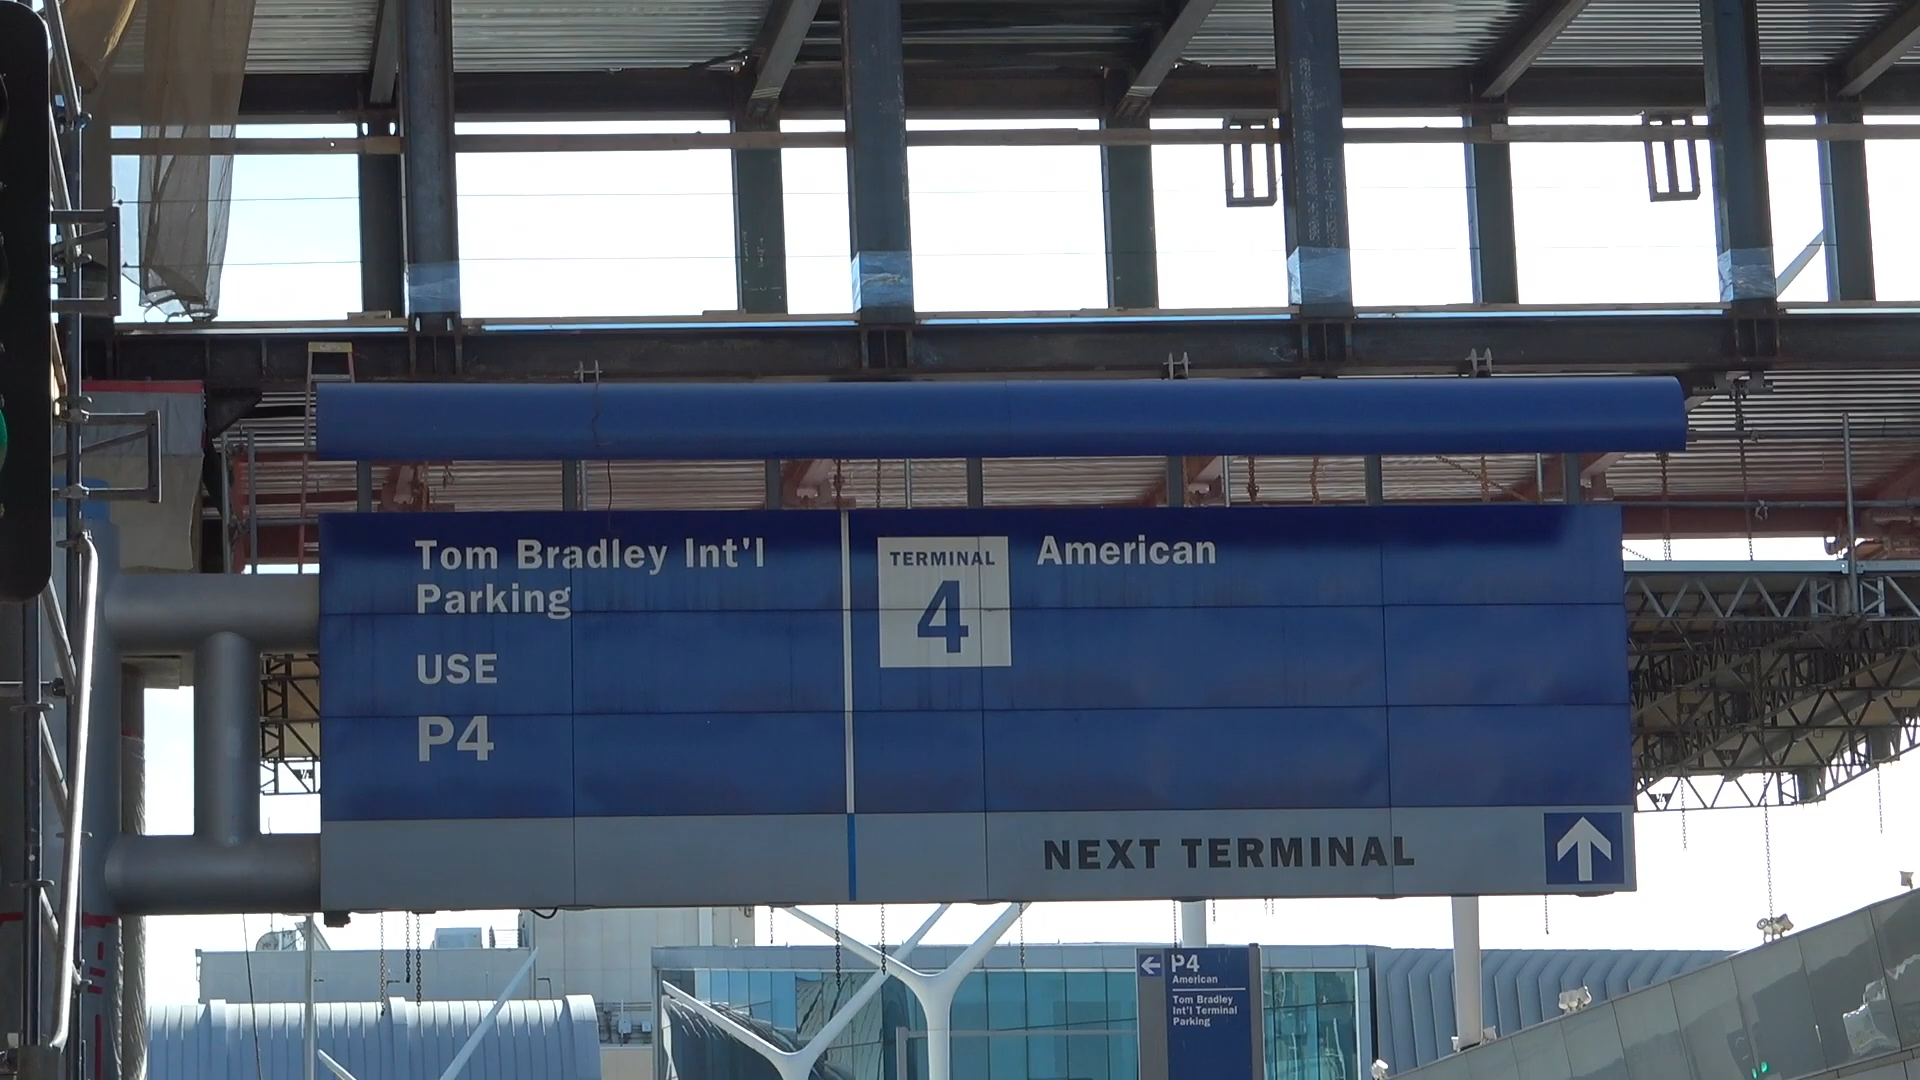 Tom Bradley Int'l
Parking
USE
P4
TERMINAL
4
American
NEXT TERMINAL
P4
American
Tom Bradley
Int'l Terminal
Parking